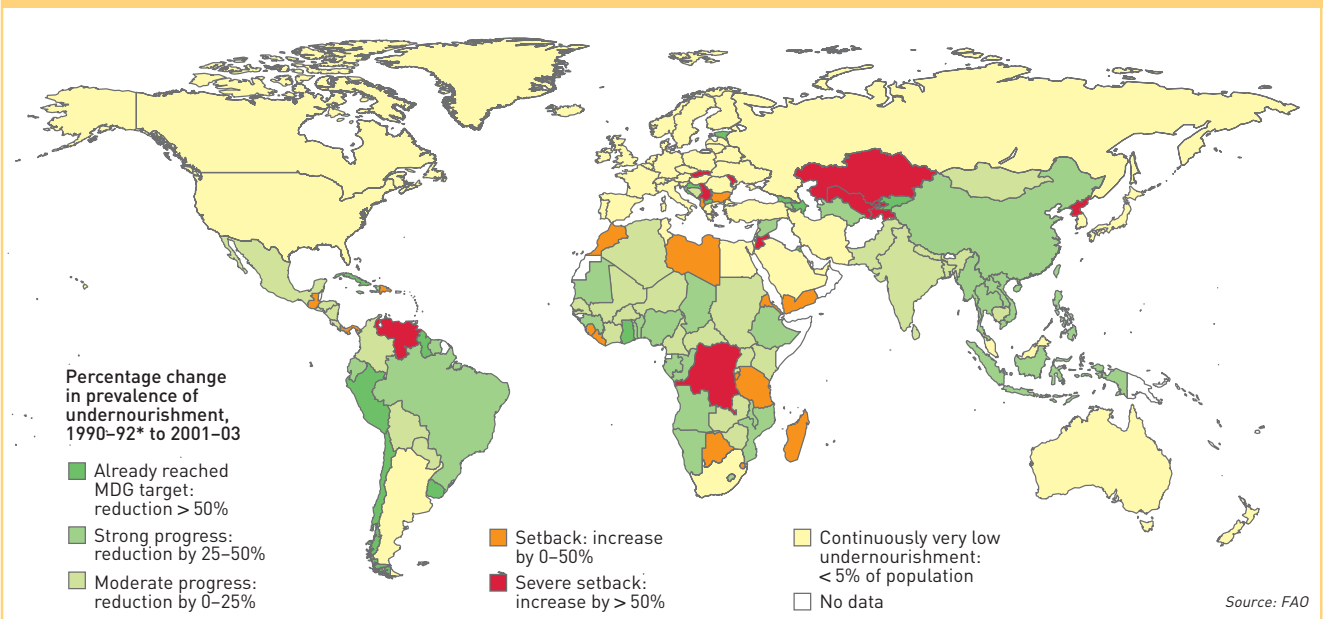 Percentage change
in prevalence of
undernourishment,
1990–92* to 2001–03
Already reached
MDG target:
reduction > 50%
Strong progress:
reduction by 25–50%
Moderate progress:
reduction by 0–25%
Setback: increase
by 0–50%
Severe setback:
increase by > 50%
Continuously very low
undernourishment:
< 5% of population
No data
Source: FAO